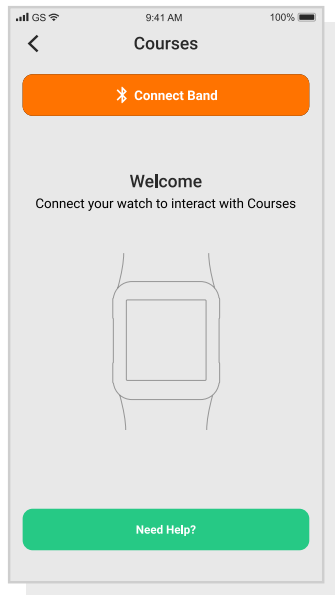 GS 9:41 AM 100%
Courses
Connect Band
Welcome
Connect your watch to interact with Courses
Need Help?